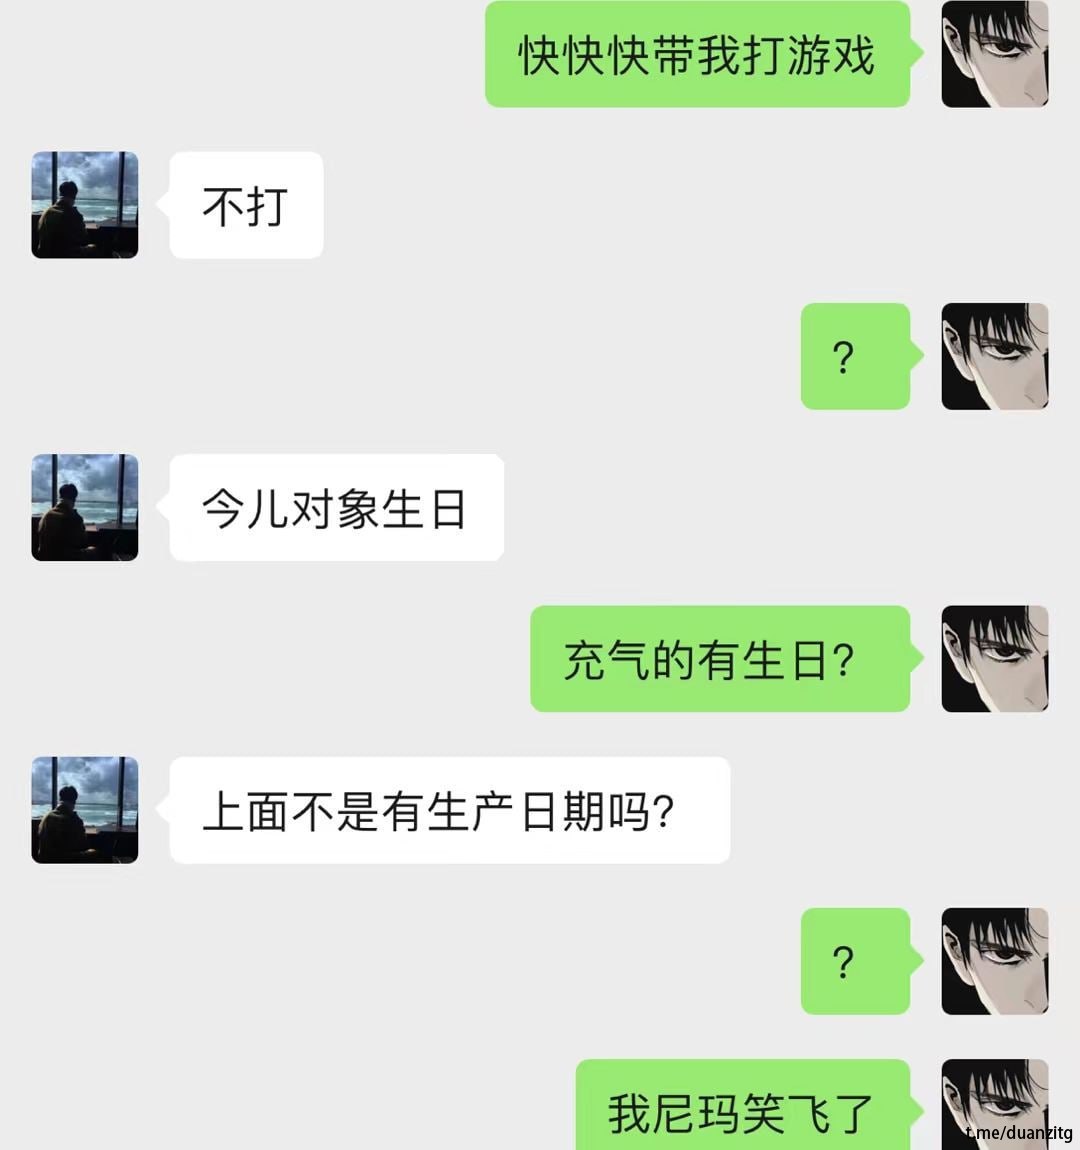 快快快带我打游戏
不打
?
今儿对象生日
充气的有生日?
上面不是有生产日期吗?
?
我尼玛笑飞了
t.me/duanzitg